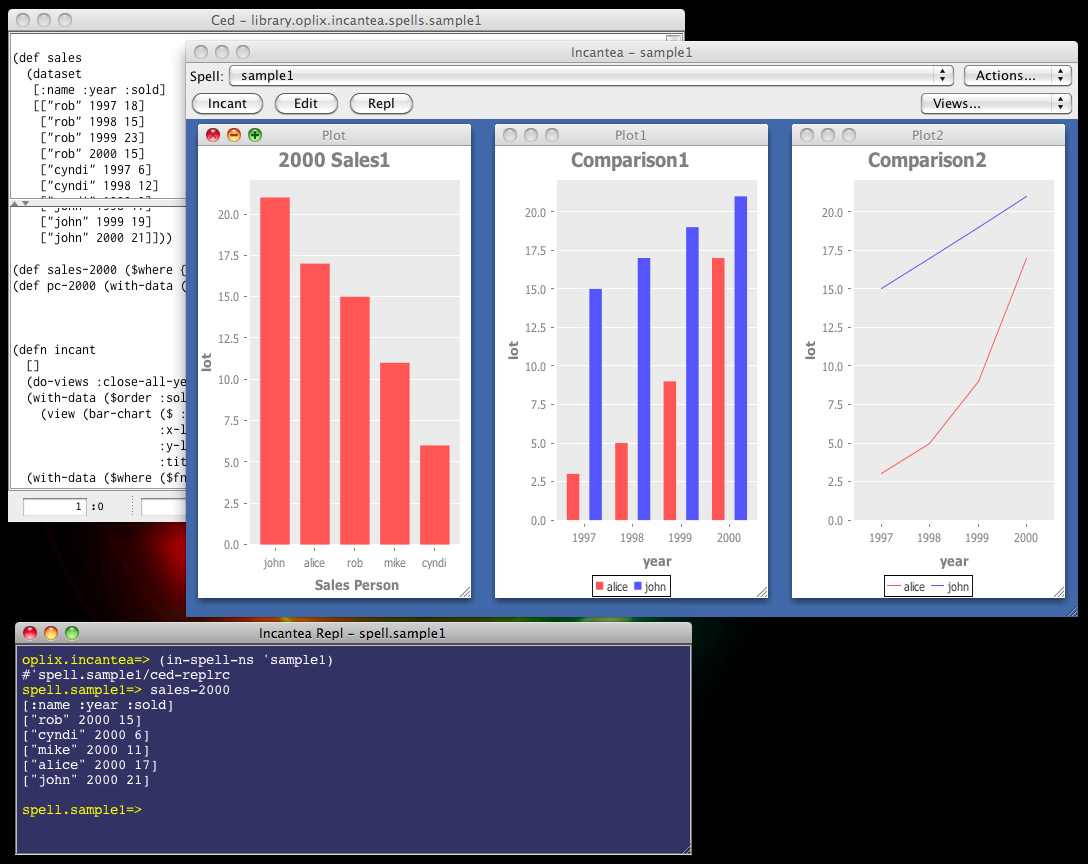 Ced - library.oplix.incantea.spells.sample1
(def sales
(dataset
[:name :year :sold]
[["rob" 1997 18]
["rob" 1998 15]
["rob" 1999 23]
["rob" 2000 15]
["cyndi" 1997 6]
["cyndi" 1998 12]
["john" 1999 19]
["john" 2000 21]]))
(def sales-2000 ($where {
(def pc-2000 (with-data (
(defn incant
[]
(do-views :close-all-ye
(with-data ($order :sol
(view (bar-chart ($ :
:x-l
:y-l
:tit
(with-data ($where ($fn
1 :0
Incantea - sample1
Spell: sample1 Actions...
Incant Edit Repl Views...
Plot
2000 Sales1
20.0
17.5
15.0
12.5
10.0
7.5
5.0
2.5
0.0
lot
john alice rob mike cyndi
Sales Person
Plot1
Comparison1
20.0
17.5
15.0
12.5
10.0
7.5
5.0
2.5
0.0
lot
1997 1998 1999 2000
year
alice john
Plot2
Comparison2
20.0
17.5
15.0
12.5
10.0
7.5
5.0
2.5
0.0
lot
1997 1998 1999 2000
year
alice john
Incantea Repl - spell.sample1
oplix.incantea=> (in-spell-ns 'sample1)
#'spell.sample1/ced-replrc
spell.sample1=> sales-2000
[:name :year :sold]
["rob" 2000 15]
["cyndi" 2000 6]
["mike" 2000 11]
["alice" 2000 17]
["john" 2000 21]
spell.sample1=>